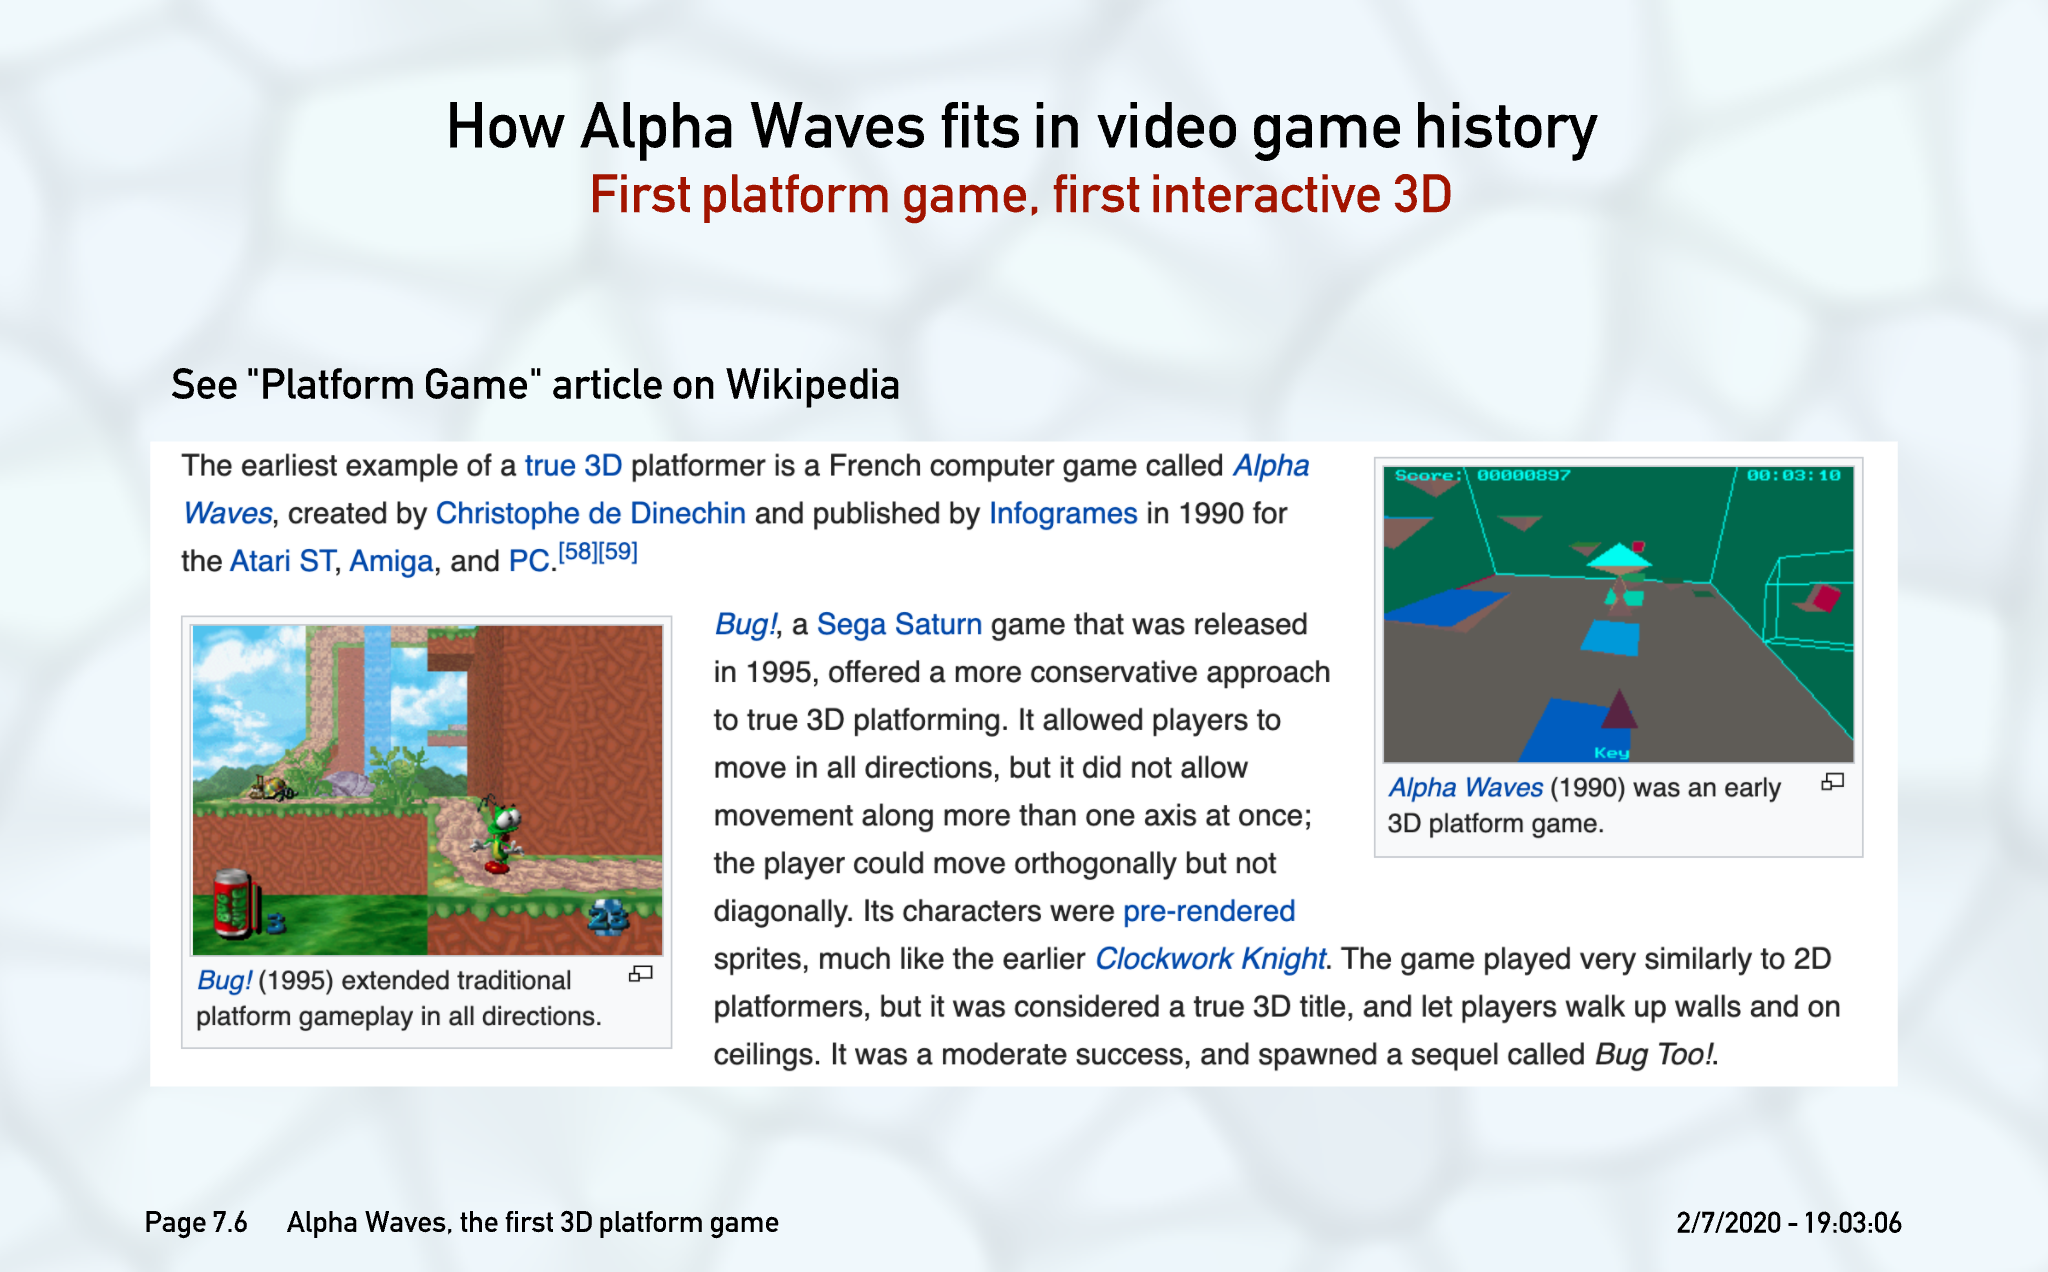 How Alpha Waves fits in video game history
First platform game, first interactive 3D
See "Platform Game" article on Wikipedia
The earliest example of a true 3D platformer is a French computer game called Alpha
Waves, created by Christophe de Dinechin and published by Infogrames in 1990 for
the Atari ST, Amiga, and PC.[58][59]
Score: 00000897 00:03:10
Key
Alpha Waves (1990) was an early
3D platform game.
BUG JUICE
3
23
Bug! (1995) extended traditional
platform gameplay in all directions.
Bug!, a Sega Saturn game that was released
in 1995, offered a more conservative approach
to true 3D platforming. It allowed players to
move in all directions, but it did not allow
movement along more than one axis at once;
the player could move orthogonally but not
diagonally. Its characters were pre-rendered
sprites, much like the earlier Clockwork Knight. The game played very similarly to 2D
platformers, but it was considered a true 3D title, and let players walk up walls and on
ceilings. It was a moderate success, and spawned a sequel called Bug Too!.
Page 7.6 Alpha Waves, the first 3D platform game 2/7/2020 - 19:03:06